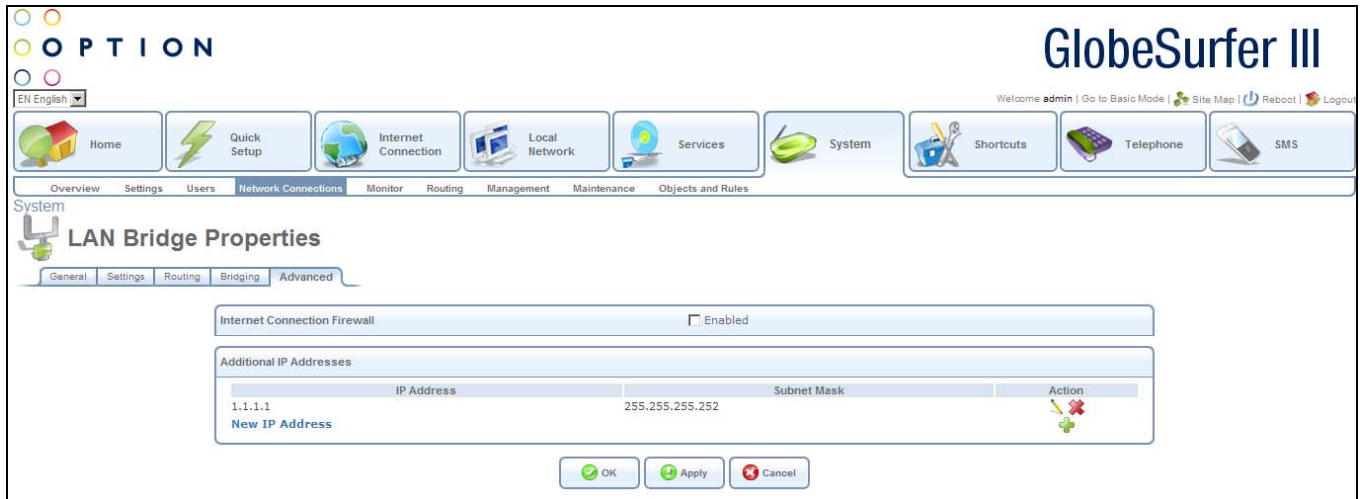 OPTION
GlobeSurfer III
EN English
Welcome admin | Go to Basic Mode | Site Map | Reboot | Logout
Home
Quick Setup
Internet Connection
Local Network
Services
System
Shortcuts
Telephone
SMS
Overview Settings Users Network Connections Monitor Routing Management Maintenance Objects and Rules
System
LAN Bridge Properties
General Settings Routing Bridging Advanced
Internet Connection Firewall Enabled
Additional IP Addresses
IP Address Subnet Mask Action
1.1.1.1 255.255.255.252
New IP Address
OK Apply Cancel